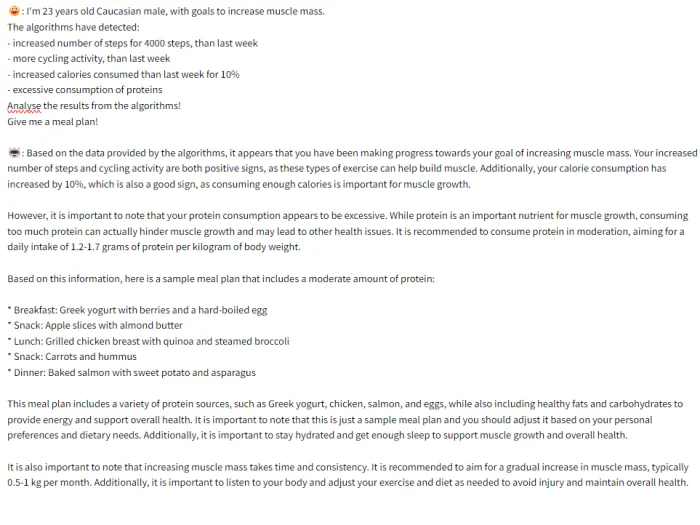 😀: I'm 23 years old Caucasian male, with goals to increase muscle mass.
The algorithms have detected:
- increased number of steps for 4000 steps, than last week
- more cycling activity, than last week
- increased calories consumed than last week for 10%
- excessive consumption of proteins
Analyse the results from the algorithms!
Give me a meal plan!
🤖: Based on the data provided by the algorithms, it appears that you have been making progress towards your goal of increasing muscle mass. Your increased
number of steps and cycling activity are both positive signs, as these types of exercise can help build muscle. Additionally, your calorie consumption has
increased by 10%, which is also a good sign, as consuming enough calories is important for muscle growth.
However, it is important to note that your protein consumption appears to be excessive. While protein is an important nutrient for muscle growth, consuming
too much protein can actually hinder muscle growth and may lead to other health issues. It is recommended to consume protein in moderation, aiming for a
daily intake of 1.2-1.7 grams of protein per kilogram of body weight.
Based on this information, here is a sample meal plan that includes a moderate amount of protein:
* Breakfast: Greek yogurt with berries and a hard-boiled egg
* Snack: Apple slices with almond butter
* Lunch: Grilled chicken breast with quinoa and steamed broccoli
* Snack: Carrots and hummus
* Dinner: Baked salmon with sweet potato and asparagus
This meal plan includes a variety of protein sources, such as Greek yogurt, chicken, salmon, and eggs, while also including healthy fats and carbohydrates to
provide energy and support overall health. It is important to note that this is just a sample meal plan and you should adjust it based on your personal
preferences and dietary needs. Additionally, it is important to stay hydrated and get enough sleep to support muscle growth and overall health.
It is also important to note that increasing muscle mass takes time and consistency. It is recommended to aim for a gradual increase in muscle mass, typically
0.5-1 kg per month. Additionally, it is important to listen to your body and adjust your exercise and diet as needed to avoid injury and maintain overall health.